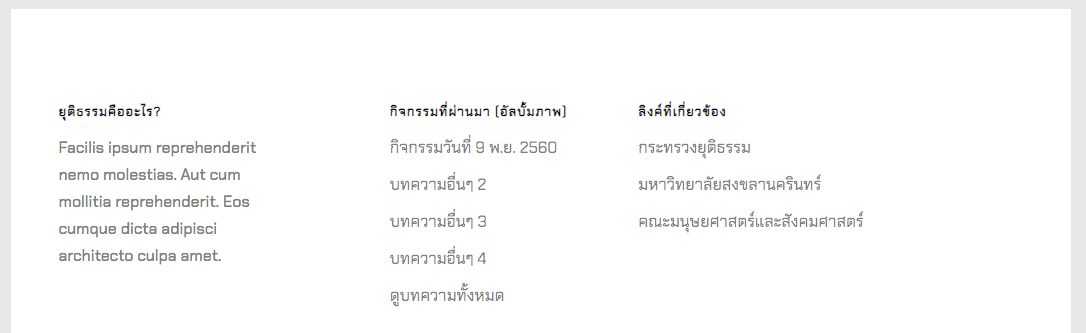 ยุติธรรมคืออะไร?
Facilis ipsum reprehenderit
nemo molestias. Aut cum
mollitia reprehenderit. Eos
cumque dicta adipisci
architecto culpa amet.
กิจกรรมที่ผ่านมา (อัลบั้มภาพ)
กิจกรรมวันที่ 9 พ.ย. 2560
บทความอื่นๆ 2
บทความอื่นๆ 3
บทความอื่นๆ 4
ดูบทความทั้งหมด
ลิงค์ที่เกี่ยวข้อง
กระทรวงยุติธรรม
มหาวิทยาลัยสงขลานครินทร์
คณะมนุษยศาสตร์และสังคมศาสตร์